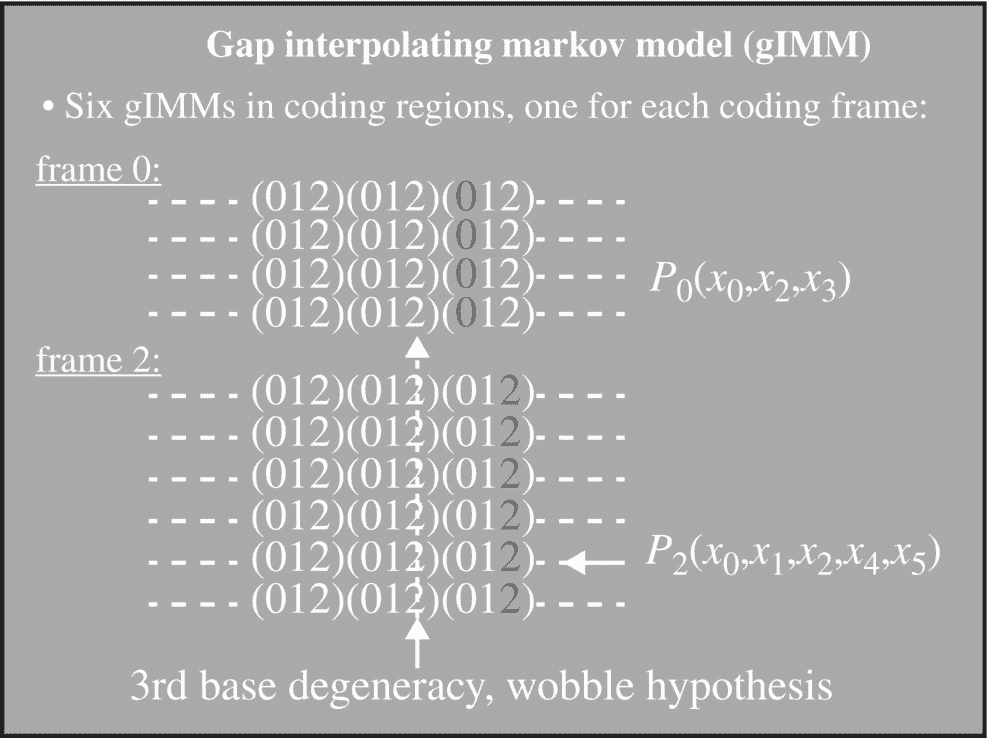 Gap interpolating markov model (gIMM)
• Six gIMMs in coding regions, one for each coding frame:
frame 0:
- - - - (012)(012)(012)- - - -
- - - - (012)(012)(012)- - - -
- - - - (012)(012)(012)- - - -
- - - - (012)(012)(012)- - - -
P0(x0,x2,x3)
frame 2:
- - - - (012)(012)(012)- - - -
- - - - (012)(012)(012)- - - -
- - - - (012)(012)(012)- - - -
- - - - (012)(012)(012)- - - -
- - - - (012)(012)(012)- - - -
- - - - (012)(012)(012)- - - -
P2(x0,x1,x2,x4,x5)
3rd base degeneracy, wobble hypothesis